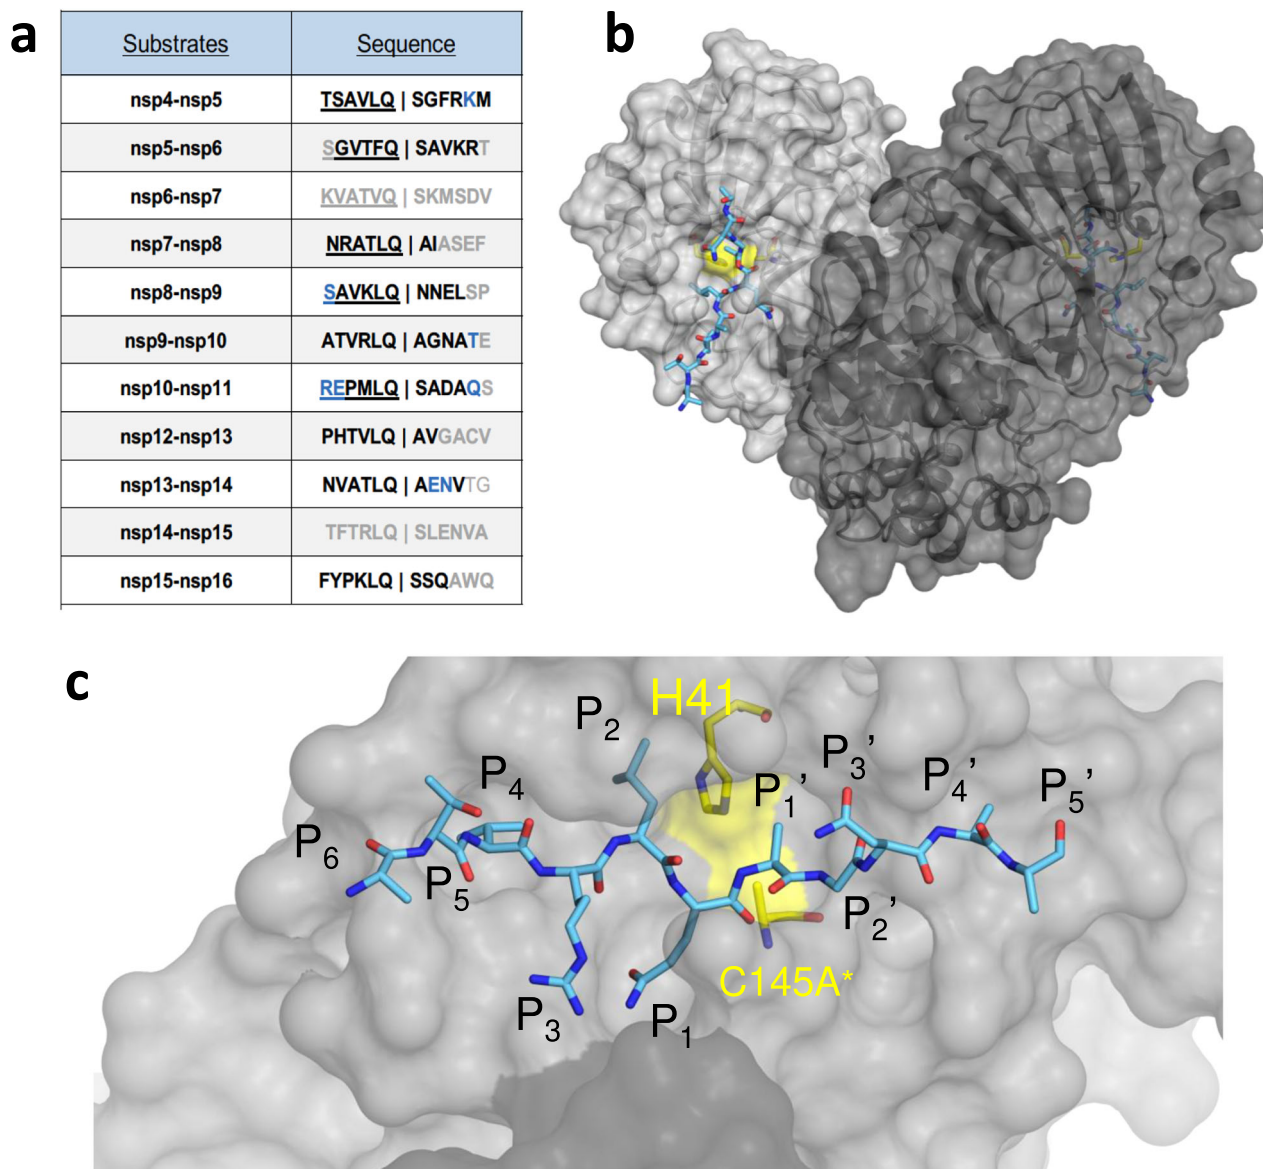 a
Substrates Sequence
nsp4-nsp5 TSAVLQ | SGFRKM
nsp5-nsp6 SGVTFQ | SAVKRT
nsp6-nsp7 KVATVQ | SKMSDV
nsp7-nsp8 NRATLQ | AIASEF
nsp8-nsp9 SAVKLQ | NNELSP
nsp9-nsp10 ATVRLQ | AGNATE
nsp10-nsp11 REPMLQ | SADAQS
nsp12-nsp13 PHTVLQ | AVGACV
nsp13-nsp14 NVATLQ | AENVTG
nsp14-nsp15 TFTRLQ | SLENVA
nsp15-nsp16 FYPKLQ | SSQAWQ
b
c
H41
P2
P3’
P1’
P4’
P5’
P4
P6
P5
P2’
C145A*
P3
P1